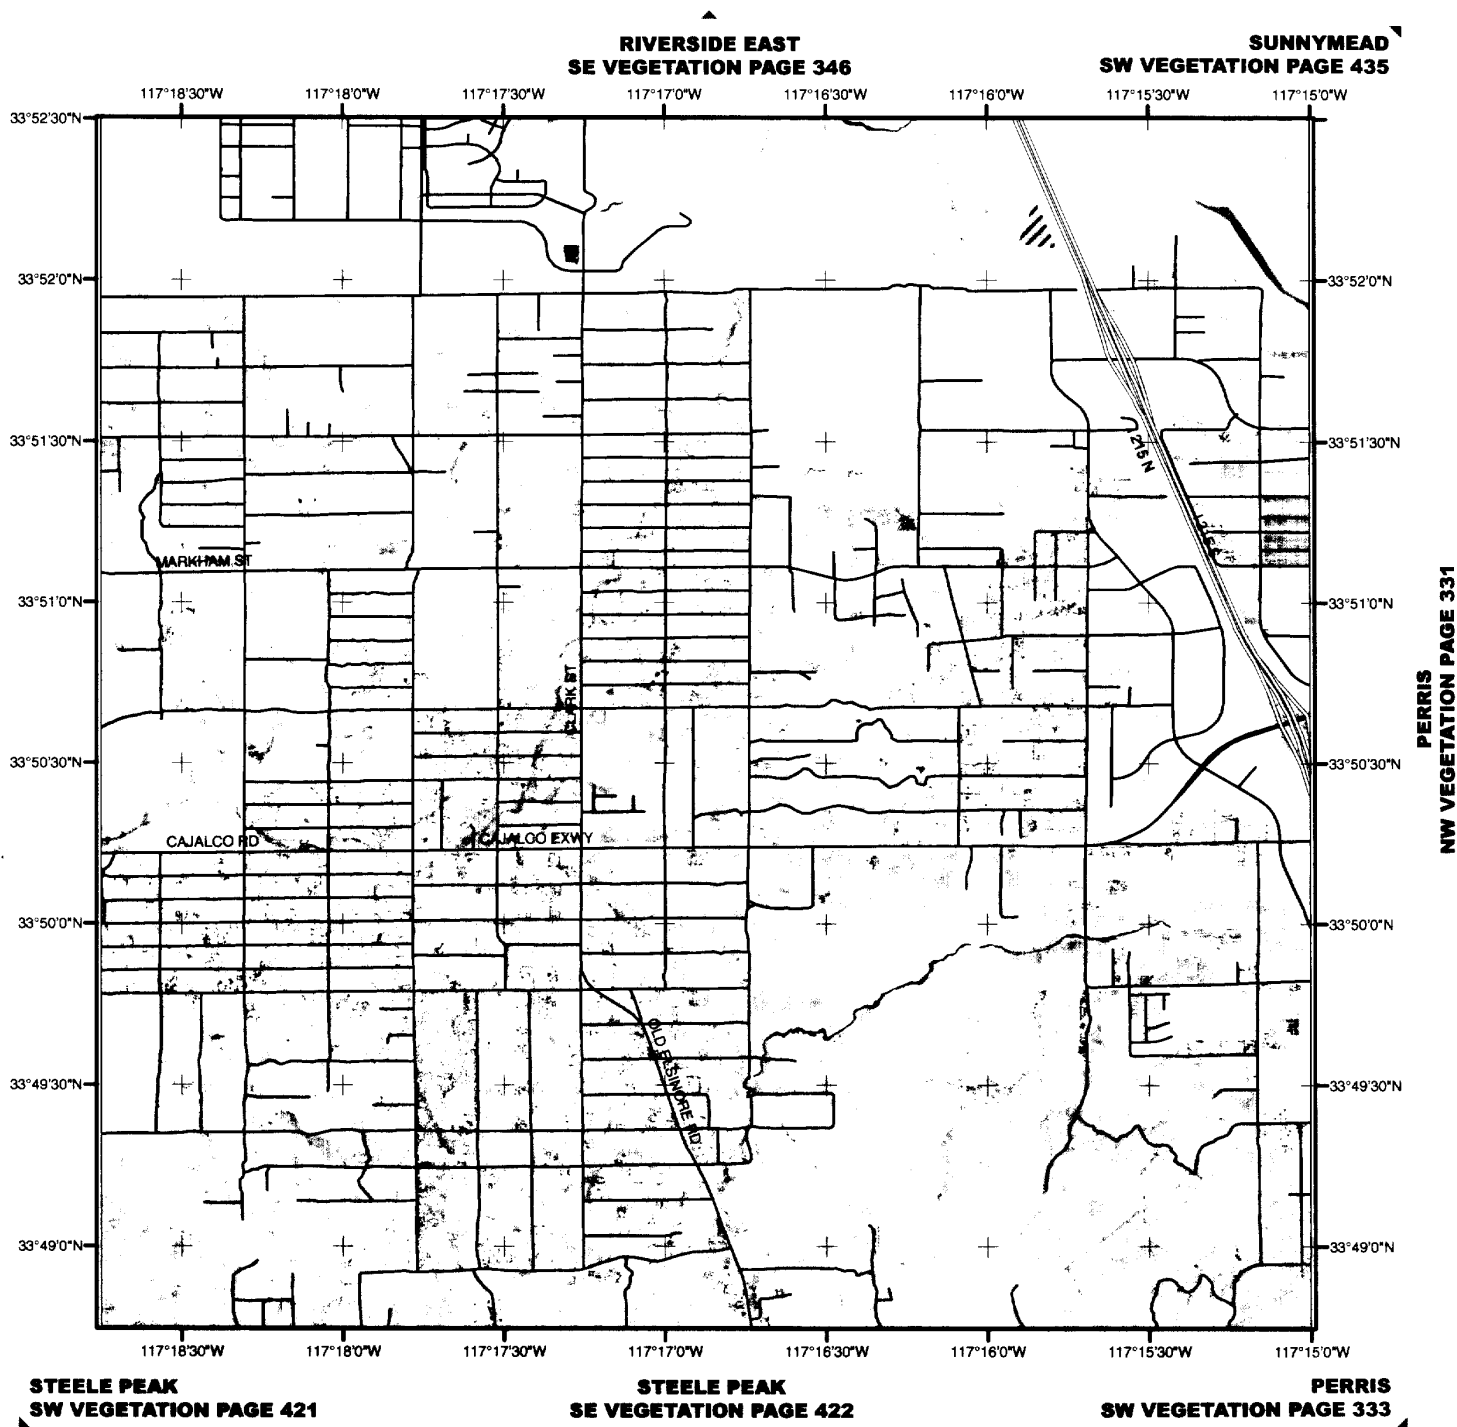 RIVERSIDE EAST
SE VEGETATION PAGE 346
SUNNYMEAD
SW VEGETATION PAGE 435
117°18'30"W 117°18'0"W 117°17'30"W 117°17'0"W 117°16'30"W 117°16'0"W 117°15'30"W 117°15'0"W
33°52'30"N
33°52'0"N 33°52'0"N
33°51'30"N 33°51'30"N
215 N
MARKHAM ST
33°51'0"N 33°51'0"N
CLARK ST
PERRIS
NW VEGETATION PAGE 331
33°50'30"N 33°50'30"N
CAJALCO RD
CAJALCO EXWY
33°50'0"N 33°50'0"N
OLD ELSINORE RD
33°49'30"N 33°49'30"N
33°49'0"N 33°49'0"N
117°18'30"W 117°18'0"W 117°17'30"W 117°17'0"W 117°16'30"W 117°16'0"W 117°15'30"W 117°15'0"W
STEELE PEAK
SW VEGETATION PAGE 421
STEELE PEAK
SE VEGETATION PAGE 422
PERRIS
SW VEGETATION PAGE 333